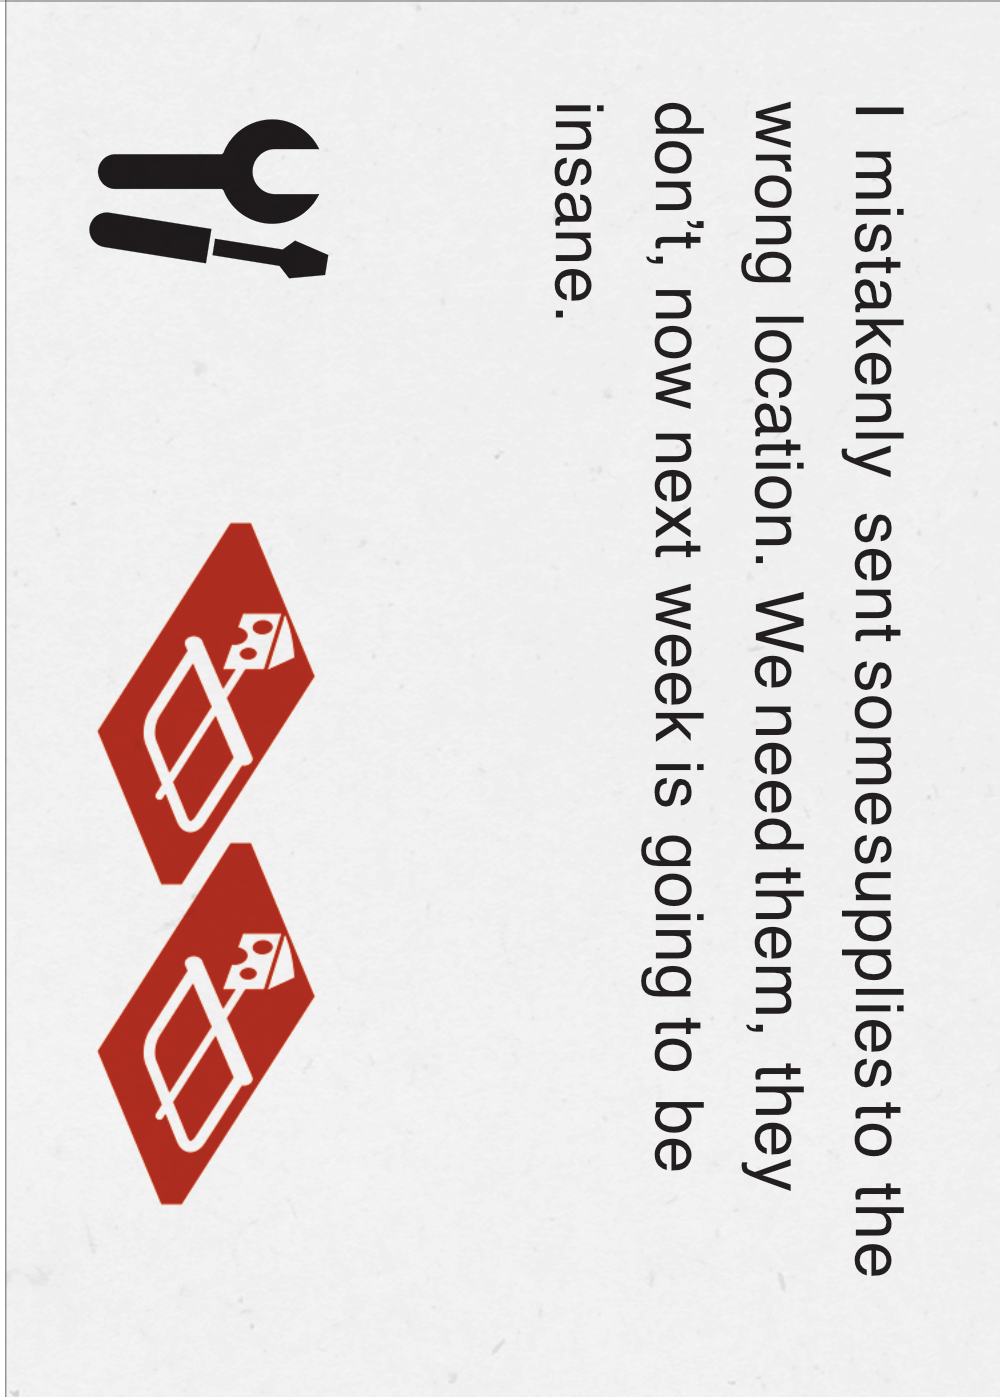 I mistakenly sent some supplies to the
wrong location. We need them, they
don’t, now next week is going to be
insane.